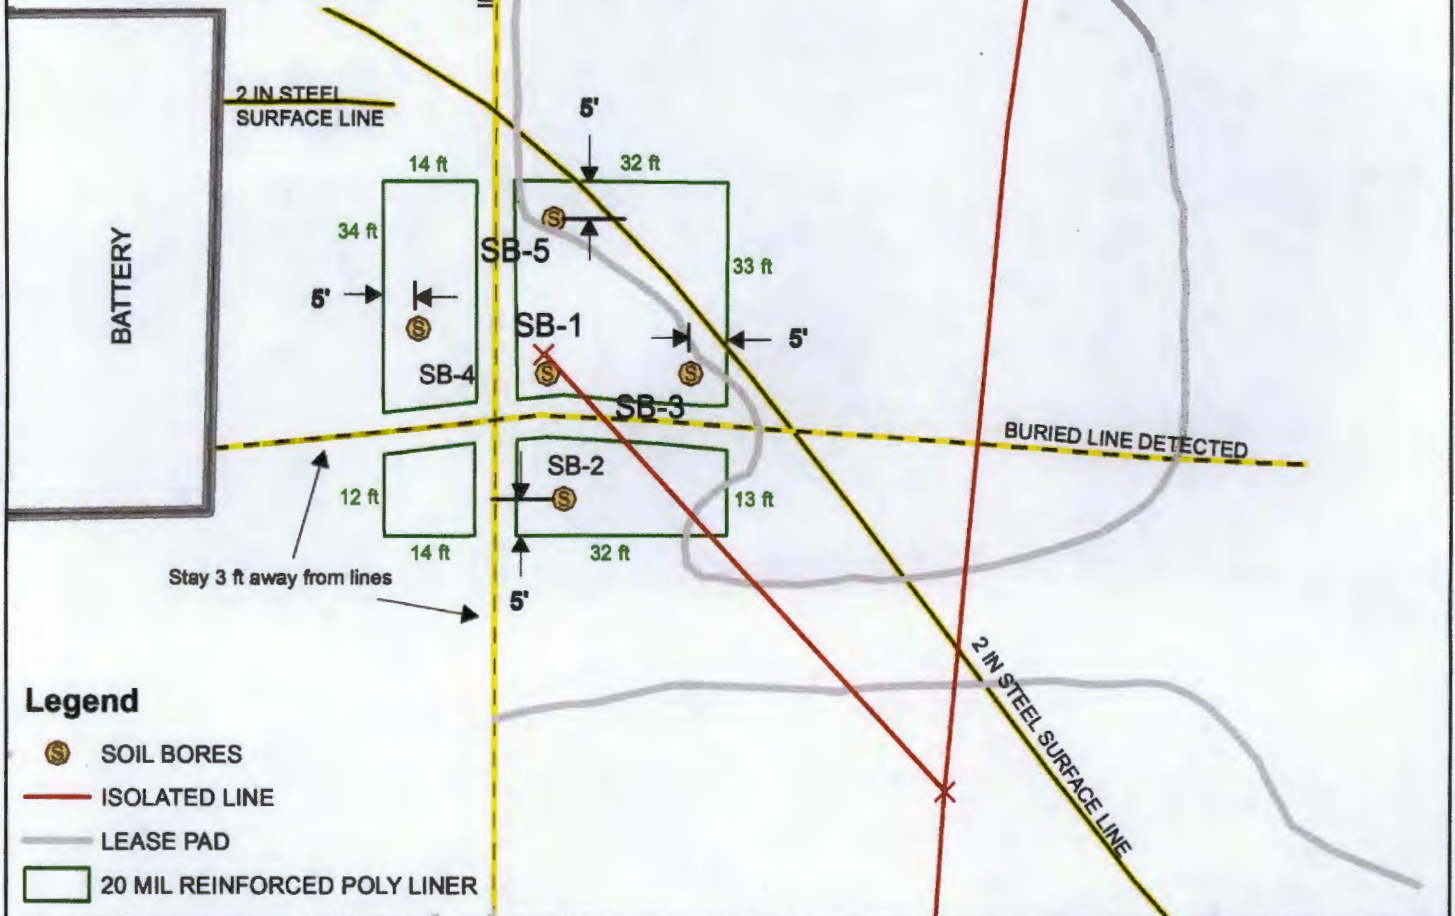 2 IN STEEL
SURFACE LINE
5'
14 ft
32 ft
34 ft
SB-5
33 ft
BATTERY
5'
SB-1
5'
SB-4
SB-3
BURIED LINE DETECTED
SB-2
12 ft
13 ft
14 ft
32 ft
Stay 3 ft away from lines
5'
2 IN STEEL SURFACE LINE
Legend
S SOIL BORES
ISOLATED LINE
LEASE PAD
20 MIL REINFORCED POLY LINER